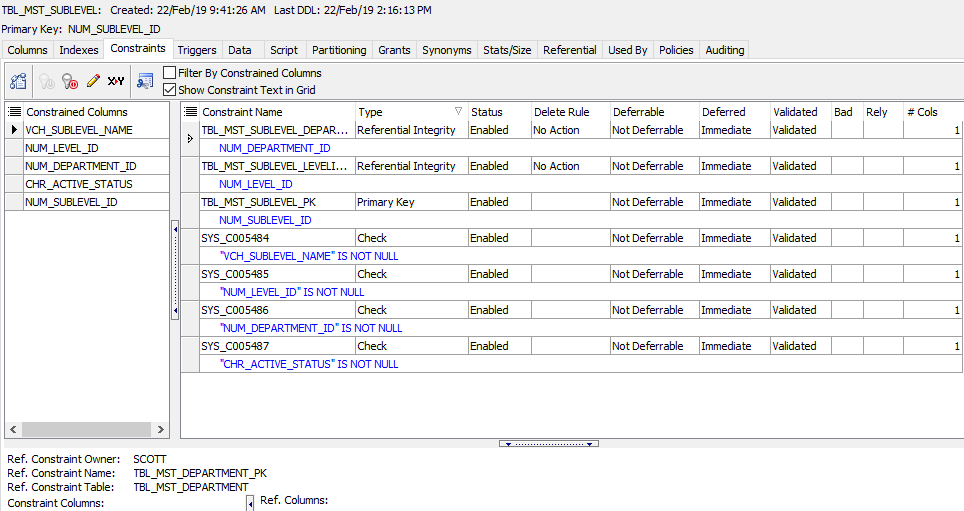 TBL_MST_SUBLEVEL: Created: 22/Feb/19 9:41:26 AM Last DDL: 22/Feb/19 2:16:13 PM
Primary Key: NUM_SUBLEVEL_ID
Columns Indexes Constraints Triggers Data Script Partitioning Grants Synonyms Stats/Size Referential Used By Policies Auditing
X↔Y Filter By Constrained Columns
Show Constraint Text in Grid
Constrained Columns
VCH_SUBLEVEL_NAME
NUM_LEVEL_ID
NUM_DEPARTMENT_ID
CHR_ACTIVE_STATUS
NUM_SUBLEVEL_ID
Constraint Name Type Status Delete Rule Deferrable Deferred Validated Bad Rely # Cols
TBL_MST_SUBLEVEL_DEPAR... Referential Integrity Enabled No Action Not Deferrable Immediate Validated 1
NUM_DEPARTMENT_ID
TBL_MST_SUBLEVEL_LEVELI... Referential Integrity Enabled No Action Not Deferrable Immediate Validated 1
NUM_LEVEL_ID
TBL_MST_SUBLEVEL_PK Primary Key Enabled Not Deferrable Immediate Validated 1
NUM_SUBLEVEL_ID
SYS_C005484 Check Enabled Not Deferrable Immediate Validated 1
"VCH_SUBLEVEL_NAME" IS NOT NULL
SYS_C005485 Check Enabled Not Deferrable Immediate Validated 1
"NUM_LEVEL_ID" IS NOT NULL
SYS_C005486 Check Enabled Not Deferrable Immediate Validated 1
"NUM_DEPARTMENT_ID" IS NOT NULL
SYS_C005487 Check Enabled Not Deferrable Immediate Validated 1
"CHR_ACTIVE_STATUS" IS NOT NULL
Ref. Constraint Owner: SCOTT
Ref. Constraint Name: TBL_MST_DEPARTMENT_PK
Ref. Constraint Table: TBL_MST_DEPARTMENT
Constraint Columns: Ref. Columns: